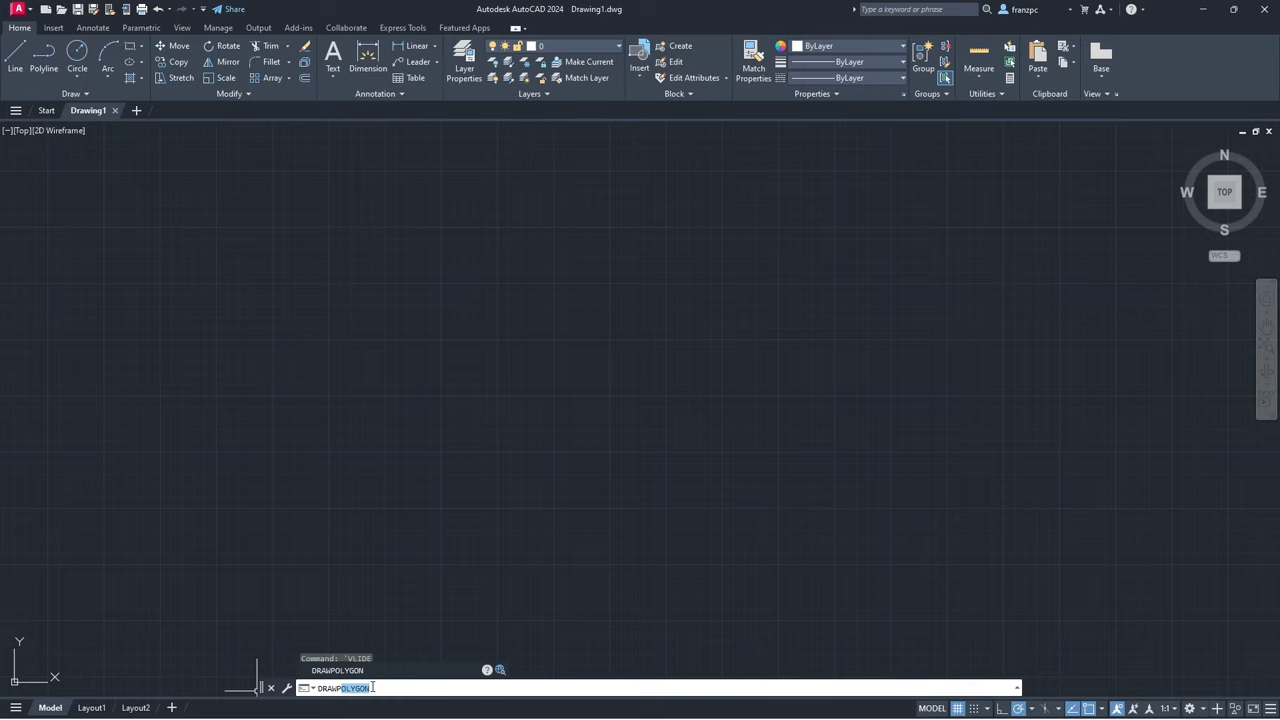 Share
Autodesk AutoCAD 2024 Drawing1.dwg
Type a keyword or phrase
franzpc
Home Insert Annotate Parametric View Manage Output Add-ins Collaborate Express Tools Featured Apps
Line Polyline Circle Arc
Move Rotate Trim
Copy Mirror Fillet
Stretch Scale Array
Text Dimension
Linear
Leader
Table
Layer Properties
0
Make Current
Match Layer
Insert
Create
Edit
Edit Attributes
Match Properties
ByLayer
ByLayer
ByLayer
Group
Measure
Paste
Base
Draw Modify Annotation Layers Block Properties Groups Utilities Clipboard View
Start Drawing1
[−][Top][2D Wireframe]
N
W TOP E
S
WCS
Y
X
Command: 'VLIDE
DRAWPOLYGON
DRAWPOLYGON
Model Layout1 Layout2
MODEL 1:1